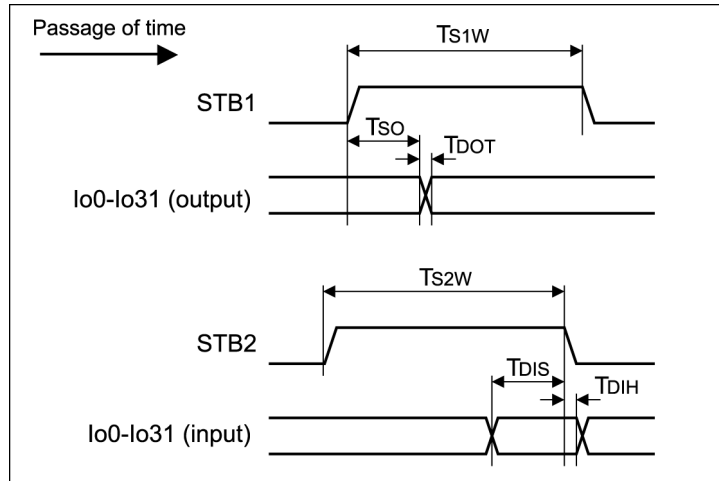 Passage of time
TS1W
STB1
TSO
TDOT
Io0-Io31 (output)
TS2W
STB2
TDIS
TDIH
Io0-Io31 (input)